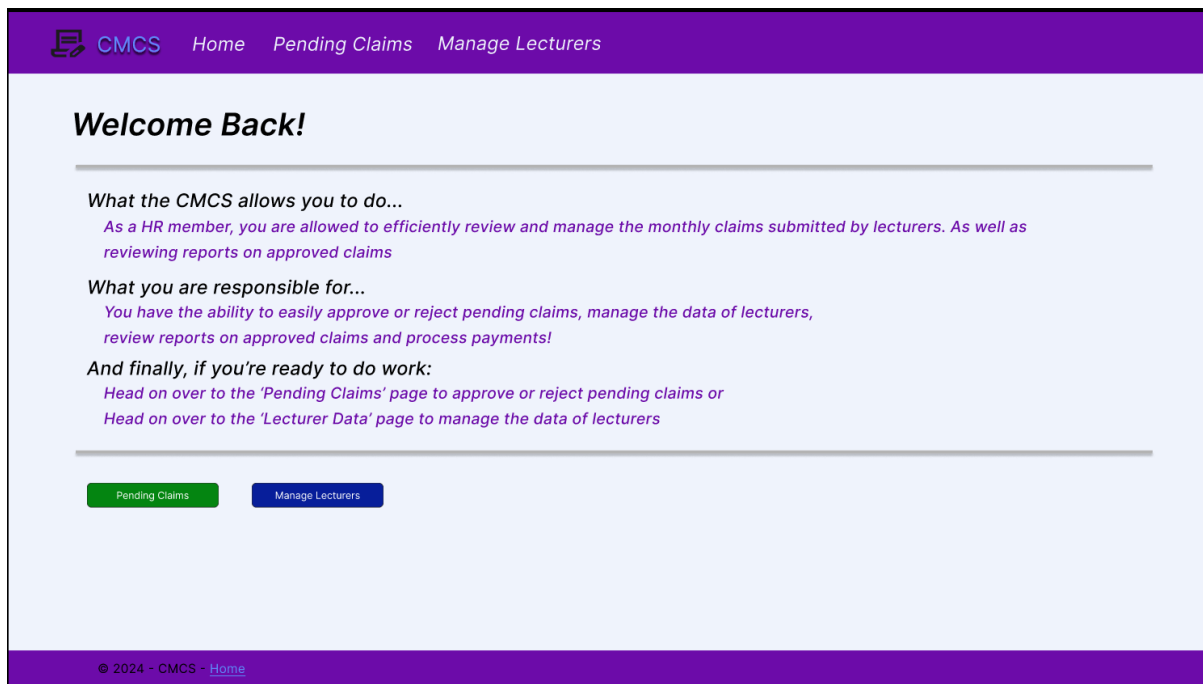 CMCS Home Pending Claims Manage Lecturers
Welcome Back!
What the CMCS allows you to do...
As a HR member, you are allowed to efficiently review and manage the monthly claims submitted by lecturers. As well as
reviewing reports on approved claims
What you are responsible for...
You have the ability to easily approve or reject pending claims, manage the data of lecturers,
review reports on approved claims and process payments!
And finally, if you’re ready to do work:
Head on over to the ‘Pending Claims’ page to approve or reject pending claims or
Head on over to the ‘Lecturer Data’ page to manage the data of lecturers
Pending Claims Manage Lecturers
© 2024 - CMCS - Home